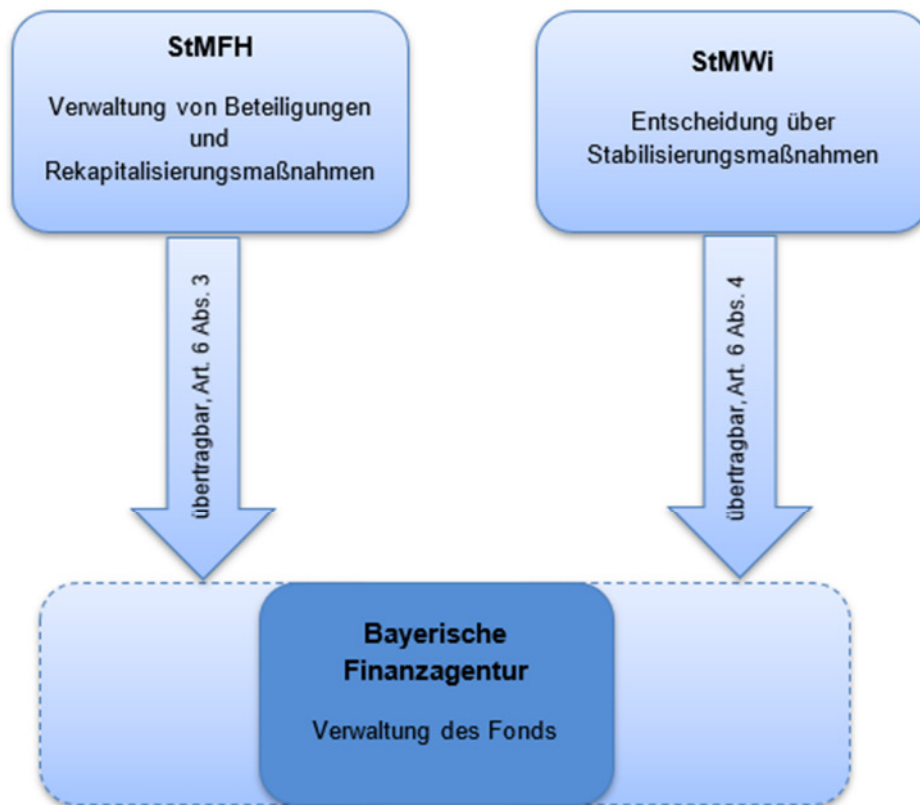 StMFH
Verwaltung von Beteiligungen
und
Rekapitalisierungsmaßnahmen
StMWi
Entscheidung über
Stabilisierungsmaßnahmen
übertragbar, Art. 6 Abs. 3
übertragbar, Art. 6 Abs. 4
Bayerische
Finanzagentur
Verwaltung des Fonds